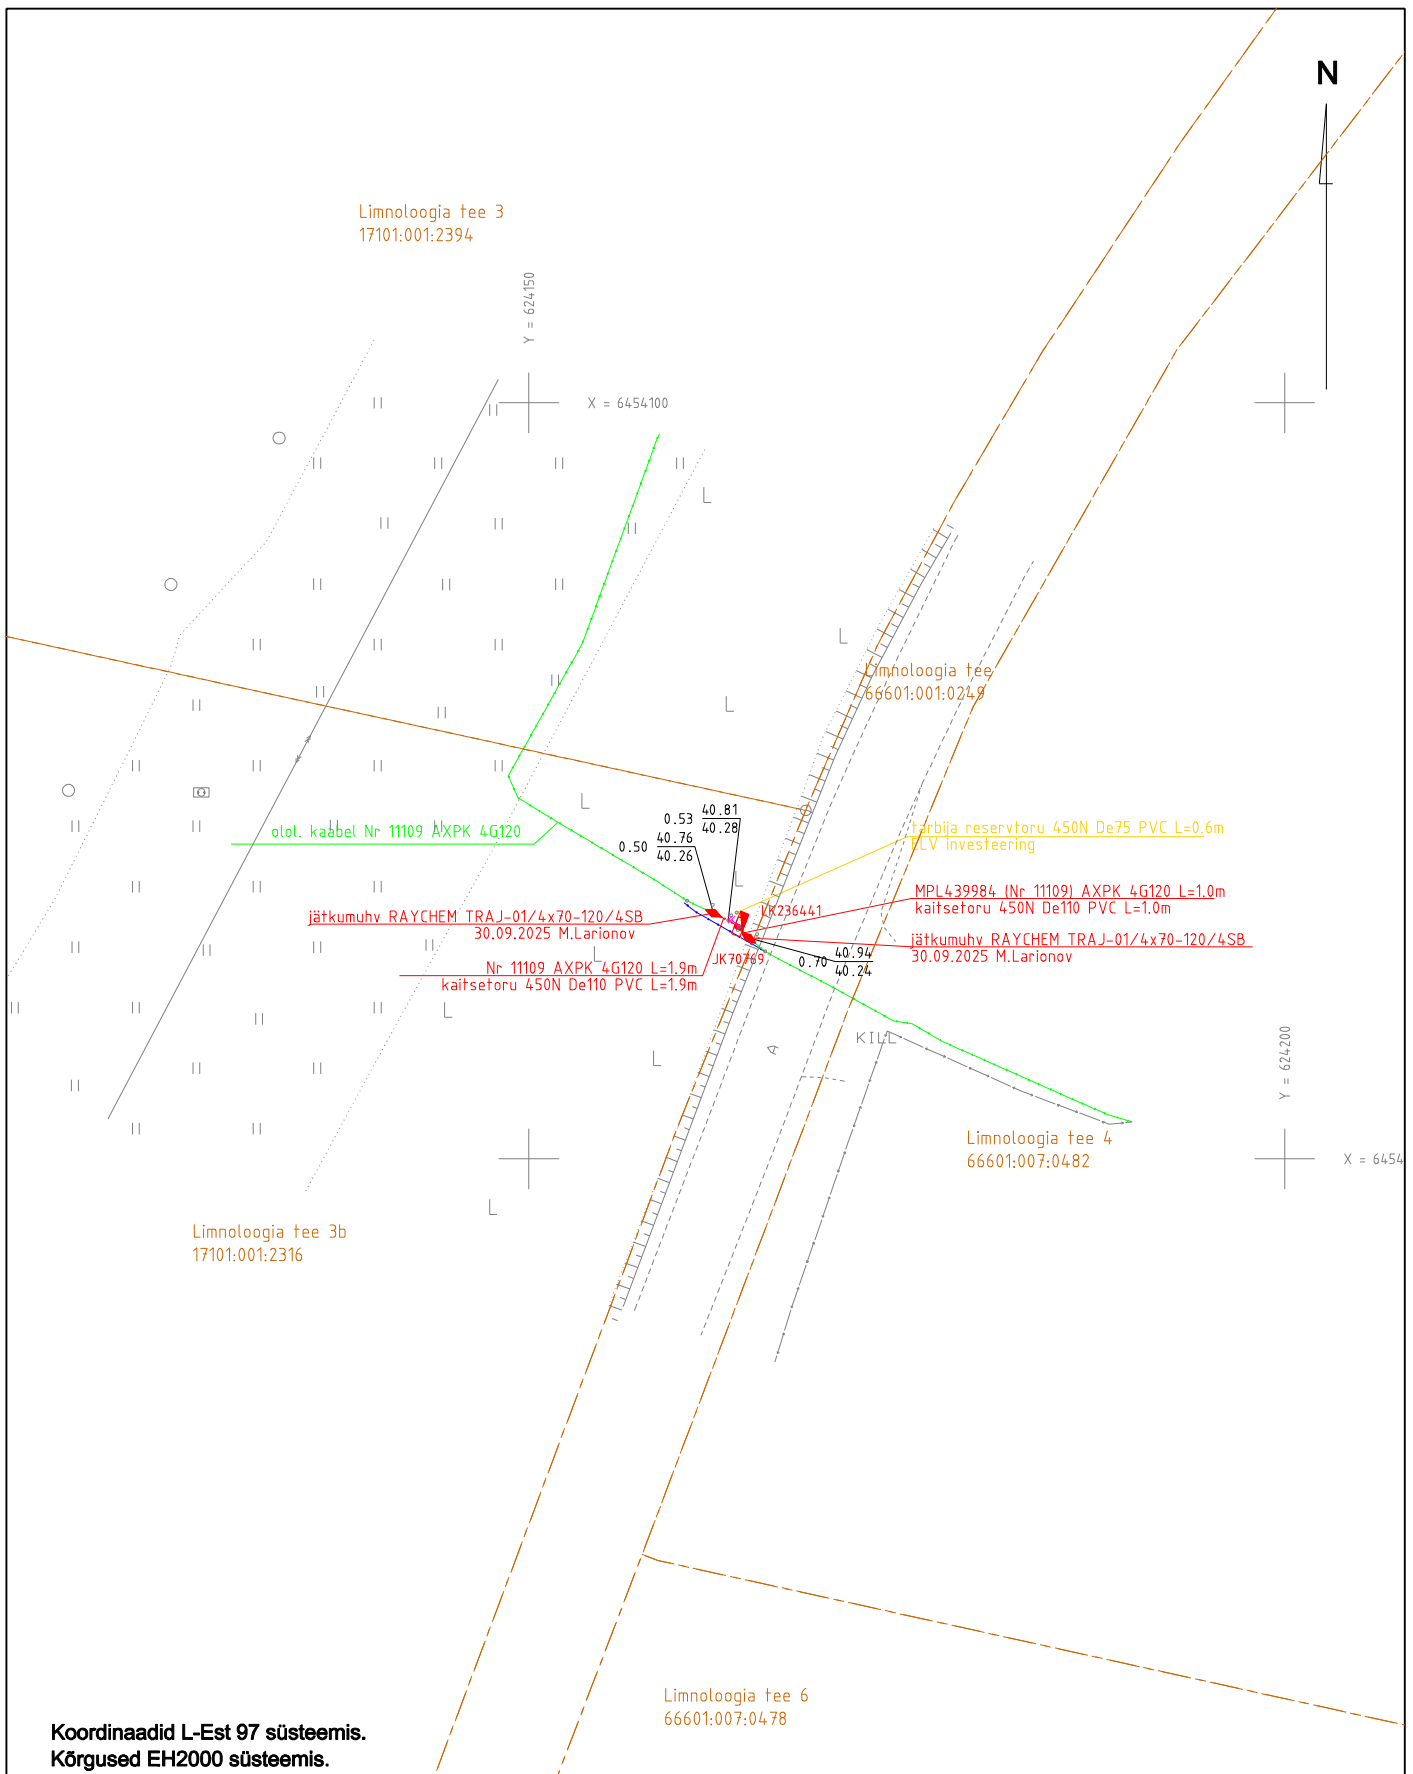 N
Limnoloogia tee 3
17101:001:2394
Y = 624150
X = 6454100
Limnoloogia tee
66601:001:0249
0.53 40.81
40.28
0.50 40.76
40.26
olol. kaabel Nr 11109 AXPK 4G120
tarbija reservtoru 450N De75 PVC L=0.6m
ELV investeering
MPL439984 (Nr 11109) AXPK 4G120 L=1.0m
kaitsetoru 450N De110 PVC L=1.0m
LK236441
jätkumuhv RAYCHEM TRAJ-01/4x70-120/4SB
30.09.2025 M.Larionov
jätkumuhv RAYCHEM TRAJ-01/4x70-120/4SB
30.09.2025 M.Larionov
JK70769
0.70 40.94
40.24
Nr 11109 AXPK 4G120 L=1.9m
kaitsetoru 450N De110 PVC L=1.9m
A
KILL
Y = 624200
Limnoloogia tee 4
66601:007:0482
X = 6454
Limnoloogia tee 3b
17101:001:2316
Limnoloogia tee 6
66601:007:0478
Koordinaadid L-Est 97 süsteemis.
Kõrgused EH2000 süsteemis.